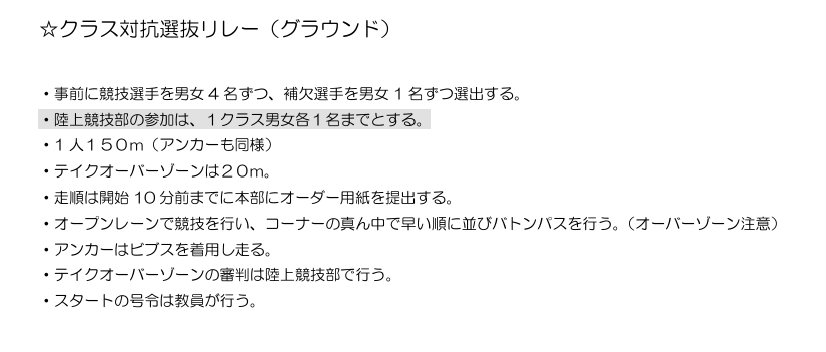 ☆クラス対抗選抜リレー（グラウンド）
・事前に競技選手を男女４名ずつ、補欠選手を男女１名ずつ選出する。
・陸上競技部の参加は、１クラス男女各１名までとする。
・１人１５０ｍ（アンカーも同様）
・テイクオーバーゾーンは２０ｍ。
・走順は開始 10 分前までに本部にオーダー用紙を提出する。
・オープンレーンで競技を行い、コーナーの真ん中で早い順に並びバトンパスを行う。（オーバーゾーン注意）
・アンカーはビブスを着用し走る。
・テイクオーバーゾーンの審判は陸上競技部で行う。
・スタートの号令は教員が行う。